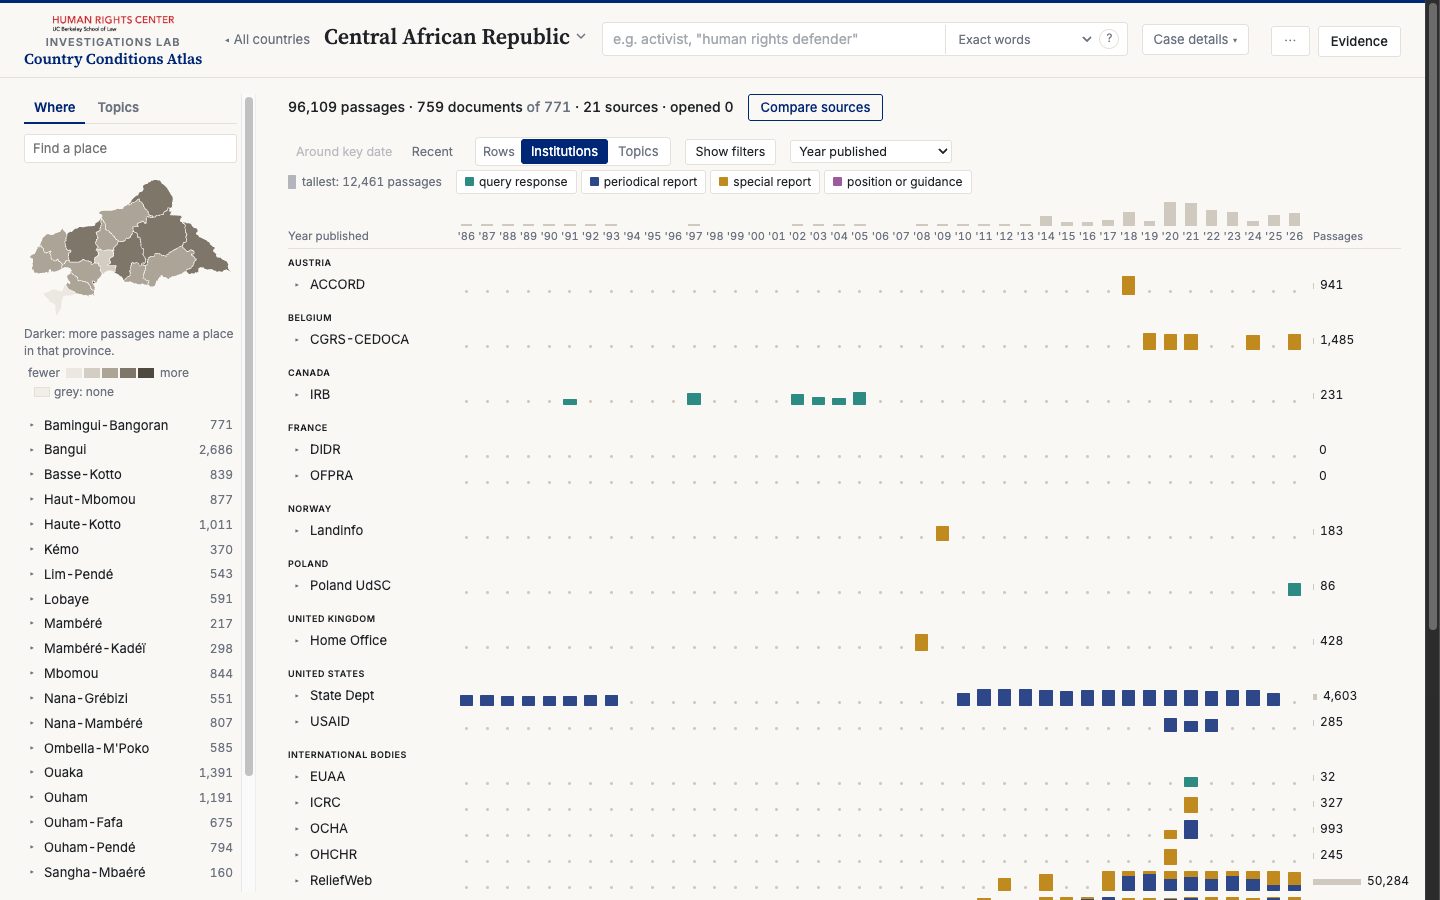 HUMAN RIGHTS CENTER
UC Berkeley School of Law
INVESTIGATIONS LAB
Country Conditions Atlas
◂ All countries
Central African Republic
e.g. activist, "human rights defender"
Exact words
?
Case details ▾
···
Evidence
Where
Topics
Find a place
Darker: more passages name a place
in that province.
fewer
more
grey: none
Bamingui-Bangoran 771
Bangui 2,686
Basse-Kotto 839
Haut-Mbomou 877
Haute-Kotto 1,011
Kémo 370
Lim-Pendé 543
Lobaye 591
Mambéré 217
Mambéré-Kadéï 298
Mbomou 844
Nana-Grébizi 551
Nana-Mambéré 807
Ombella-M'Poko 585
Ouaka 1,391
Ouham 1,191
Ouham-Fafa 675
Ouham-Pendé 794
Sangha-Mbaéré 160
96,109 passages · 759 documents of 771 · 21 sources · opened 0
Compare sources
Around key date
Recent
Rows
Institutions
Topics
Show filters
Year published
tallest: 12,461 passages
query response
periodical report
special report
position or guidance
Year published '86 '87 '88 '89 '90 '91 '92 '93 '94 '95 '96 '97 '98 '99 '00 '01 '02 '03 '04 '05 '06 '07 '08 '09 '10 '11 '12 '13 '14 '15 '16 '17 '18 '19 '20 '21 '22 '23 '24 '25 '26 Passages
AUSTRIA
ACCORD 941
BELGIUM
CGRS-CEDOCA 1,485
CANADA
IRB 231
FRANCE
DIDR 0
OFPRA 0
NORWAY
Landinfo 183
POLAND
Poland UdSC 86
UNITED KINGDOM
Home Office 428
UNITED STATES
State Dept 4,603
USAID 285
INTERNATIONAL BODIES
EUAA 32
ICRC 327
OCHA 993
OHCHR 245
ReliefWeb 50,284